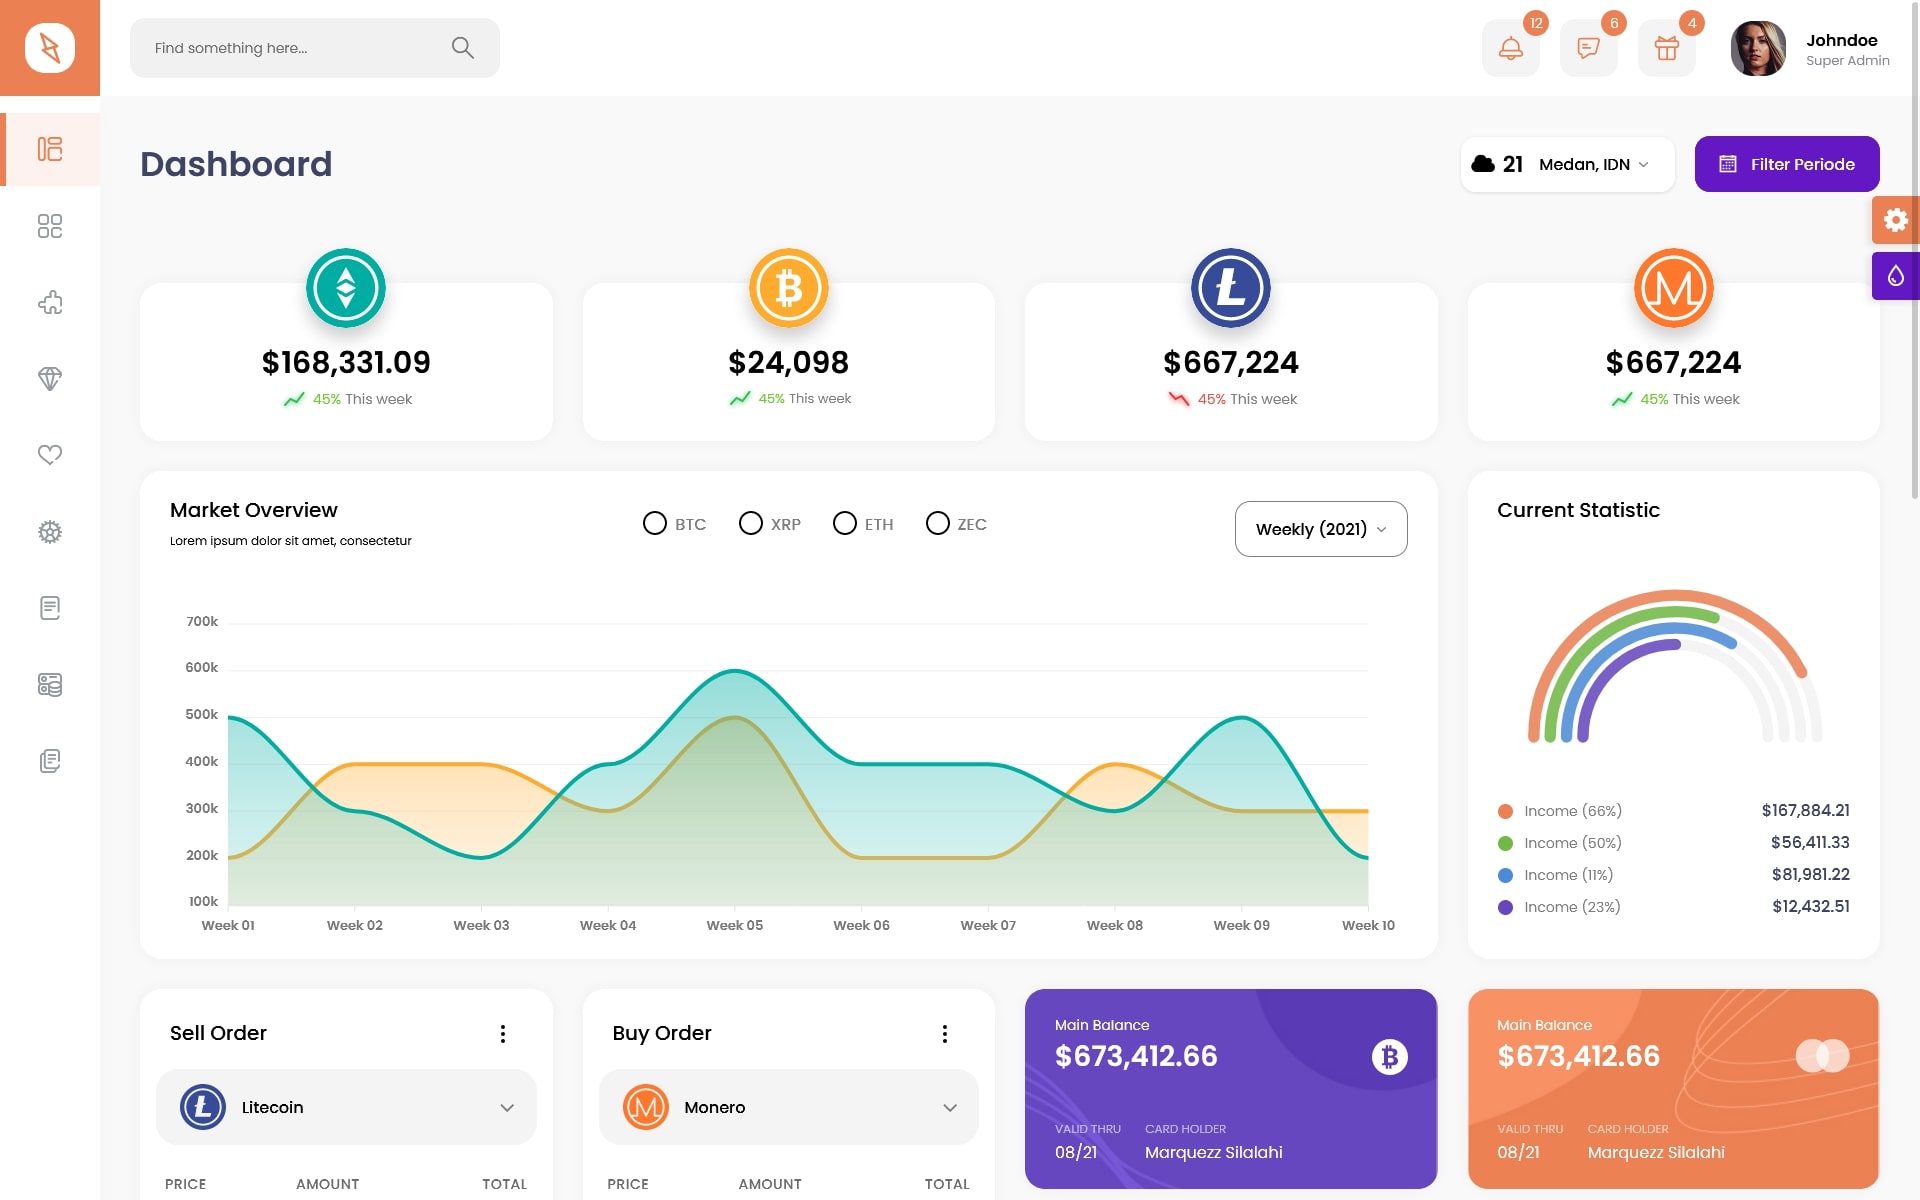 Find something here...
12
6
4
Johndoe
Super Admin
Dashboard
21 Medan, IDN
Filter Periode
$168,331.09
45% This week
$24,098
45% This week
$667,224
45% This week
$667,224
45% This week
Market Overview
Lorem ipsum dolor sit amet, consectetur
BTC
XRP
ETH
ZEC
Weekly (2021)
700k
600k
500k
400k
300k
200k
100k
Week 01
Week 02
Week 03
Week 04
Week 05
Week 06
Week 07
Week 08
Week 09
Week 10
Current Statistic
Income (66%) $167,884.21
Income (50%) $56,411.33
Income (11%) $81,981.22
Income (23%) $12,432.51
Sell Order
Litecoin
PRICE AMOUNT TOTAL
Buy Order
Monero
PRICE AMOUNT TOTAL
Main Balance
$673,412.66
VALID THRU CARD HOLDER
08/21 Marquezz Silalahi
Main Balance
$673,412.66
VALID THRU CARD HOLDER
08/21 Marquezz Silalahi